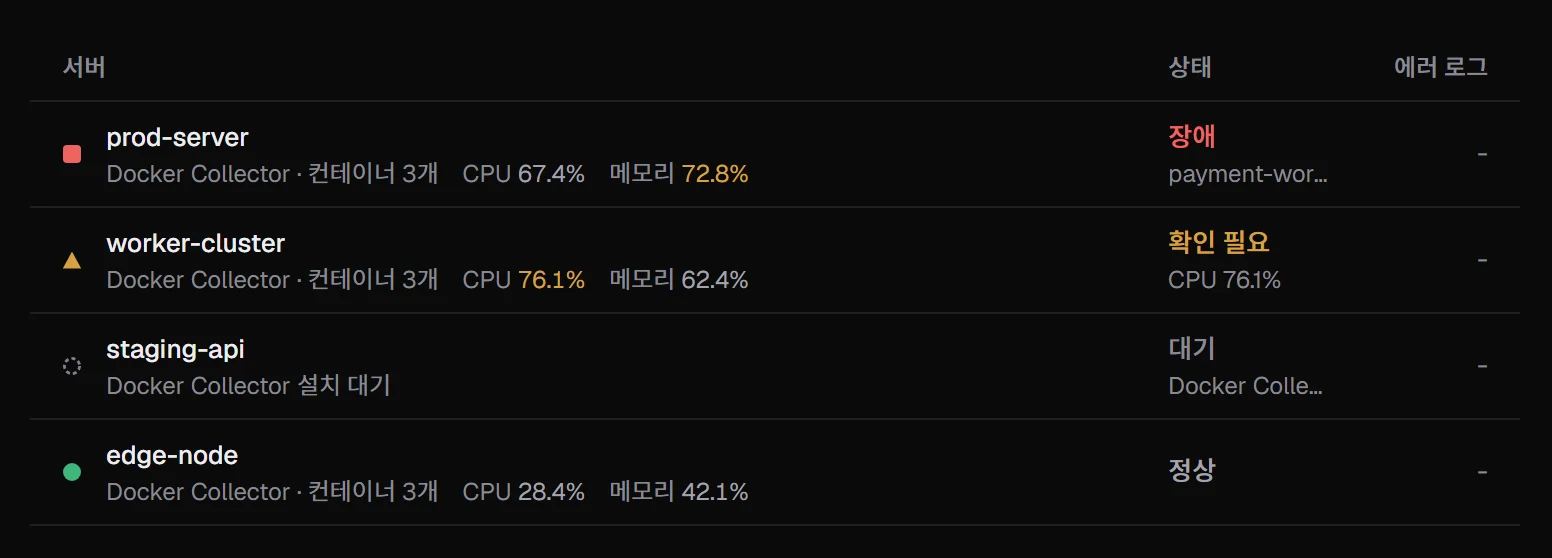 서버 상태 에러 로그
prod-server 장애
Docker Collector · 컨테이너 3개 CPU 67.4% 메모리 72.8% payment-wor... –
worker-cluster 확인 필요
Docker Collector · 컨테이너 3개 CPU 76.1% 메모리 62.4% CPU 76.1% –
staging-api 대기
Docker Collector 설치 대기 Docker Colle... –
edge-node 정상
Docker Collector · 컨테이너 3개 CPU 28.4% 메모리 42.1% –